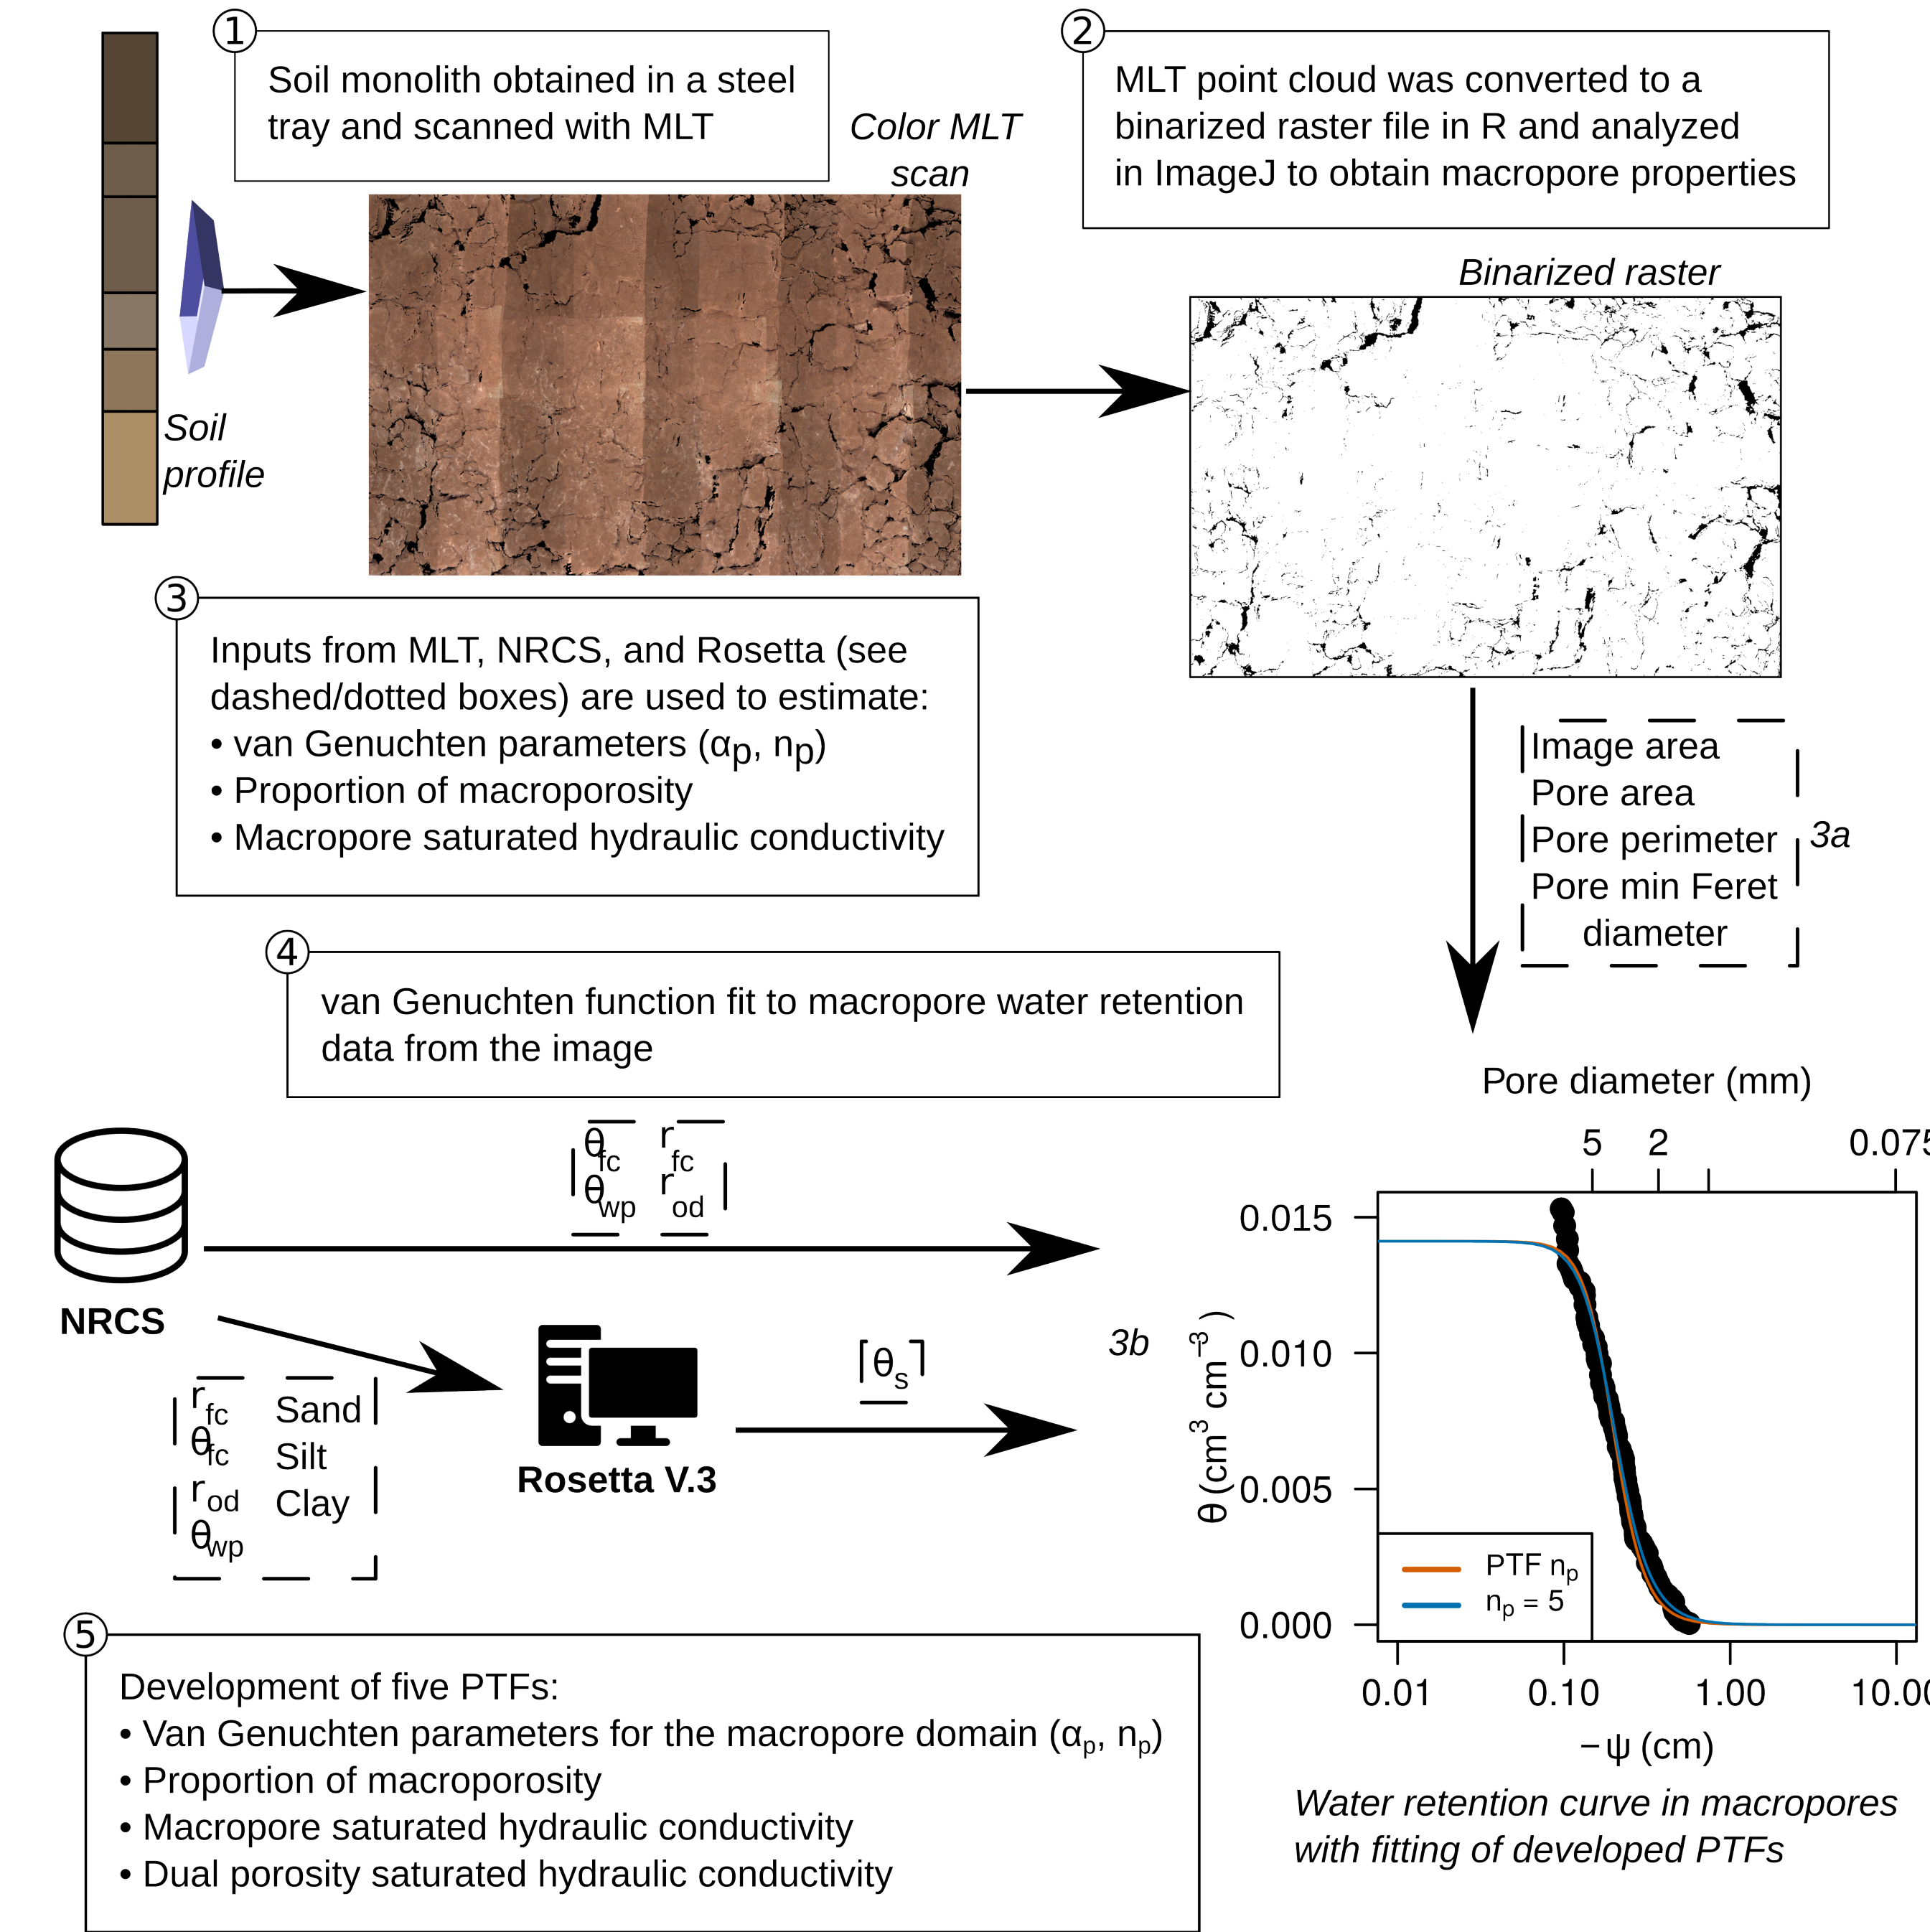 1
Soil monolith obtained in a steel
tray and scanned with MLT
2
MLT point cloud was converted to a
binarized raster file in R and analyzed
in ImageJ to obtain macropore properties
Color MLT
scan
Soil
profile
Binarized raster
3
Inputs from MLT, NRCS, and Rosetta (see
dashed/dotted boxes) are used to estimate:
• van Genuchten parameters (αp, np)
• Proportion of macroporosity
• Macropore saturated hydraulic conductivity
Image area
Pore area
Pore perimeter
Pore min Feret
diameter
3a
4
van Genuchten function fit to macropore water retention
data from the image
θfc rfc
θwp rod
NRCS
rfc Sand
θfc Silt
rod Clay
θwp
Rosetta V.3
θs
3b
Pore diameter (mm)
5 2 0.075
θ (cm³ cm⁻³)
0.015
0.010
0.005
0.000
PTF np
np = 5
0.01 0.10 1.00 10.00
−ψ (cm)
Water retention curve in macropores
with fitting of developed PTFs
5
Development of five PTFs:
• Van Genuchten parameters for the macropore domain (αp, np)
• Proportion of macroporosity
• Macropore saturated hydraulic conductivity
• Dual porosity saturated hydraulic conductivity